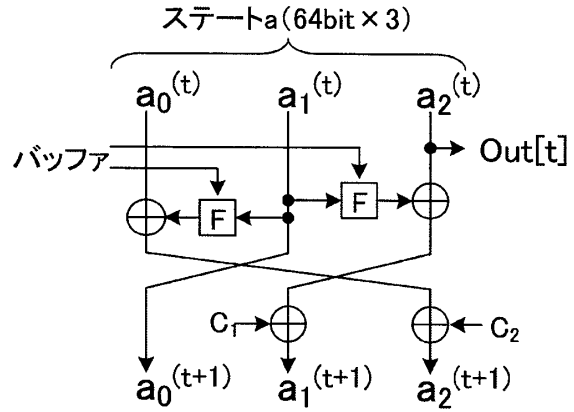 ステートa(64bit×3)
a₀⁽ᵗ⁾ a₁⁽ᵗ⁾ a₂⁽ᵗ⁾
バッファ
Out[t]
F
F
C₁ C₂
a₀⁽ᵗ⁺¹⁾ a₁⁽ᵗ⁺¹⁾ a₂⁽ᵗ⁺¹⁾